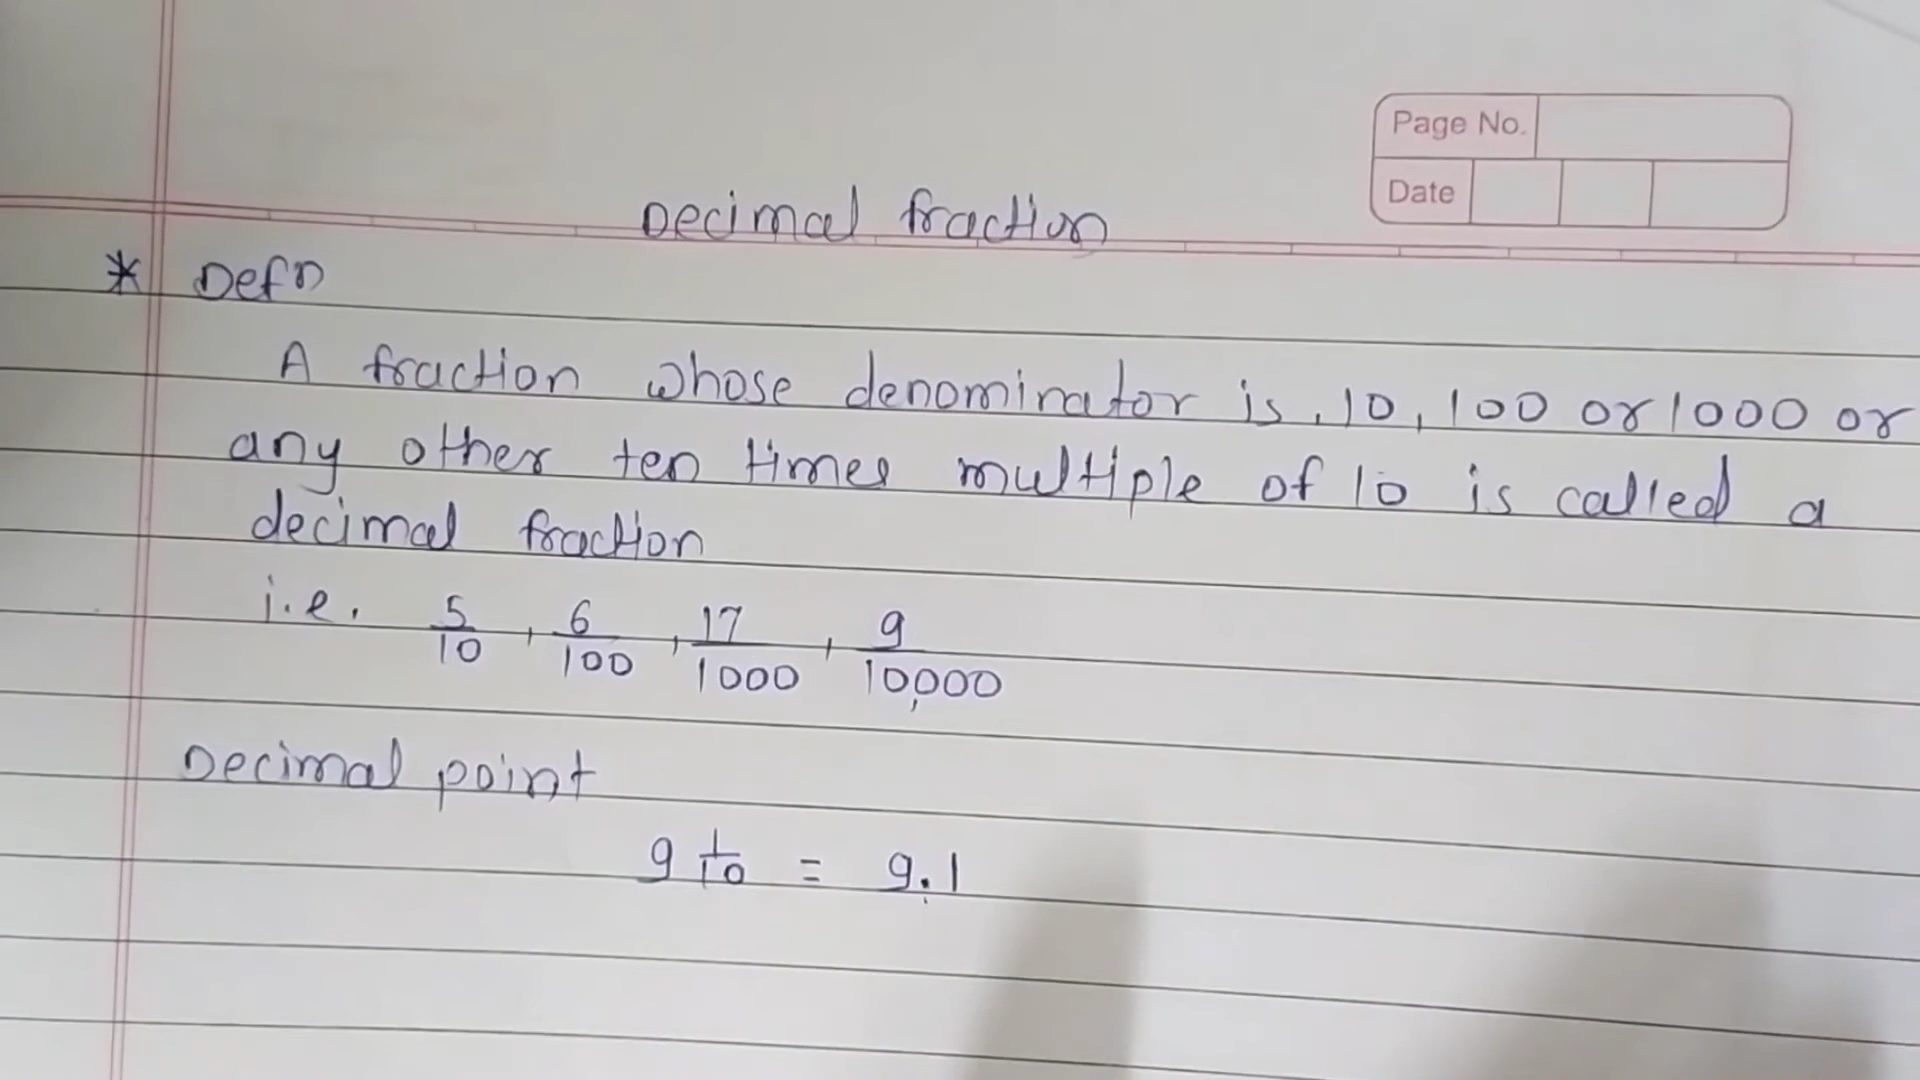 Page No.
Date
Decimal fraction
* Defn
A fraction whose denominator is, 10, 100 or 1000 or
any other ten times multiple of 10 is called a
decimal fraction
i.e. 5/10, 6/100, 17/1000, 9/10,000
Decimal point
9 1/10 = 9.1